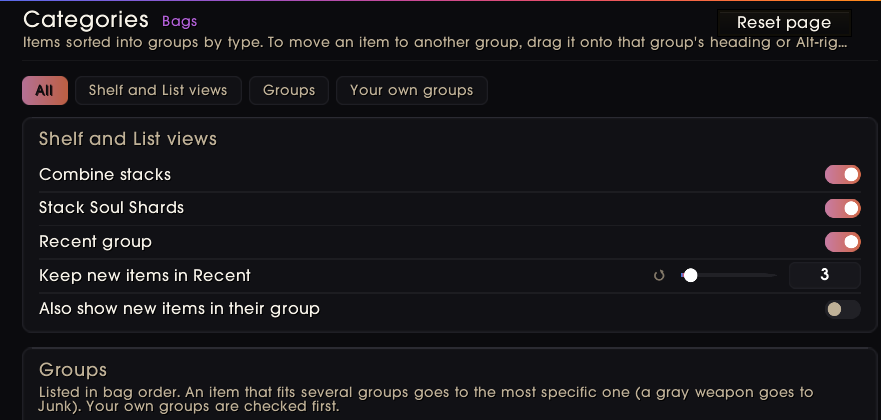 Categories Bags
Reset page
Items sorted into groups by type. To move an item to another group, drag it onto that group's heading or Alt-rig...
All
Shelf and List views
Groups
Your own groups
Shelf and List views
Combine stacks
Stack Soul Shards
Recent group
Keep new items in Recent
3
Also show new items in their group
Groups
Listed in bag order. An item that fits several groups goes to the most specific one (a gray weapon goes to
Junk). Your own groups are checked first.